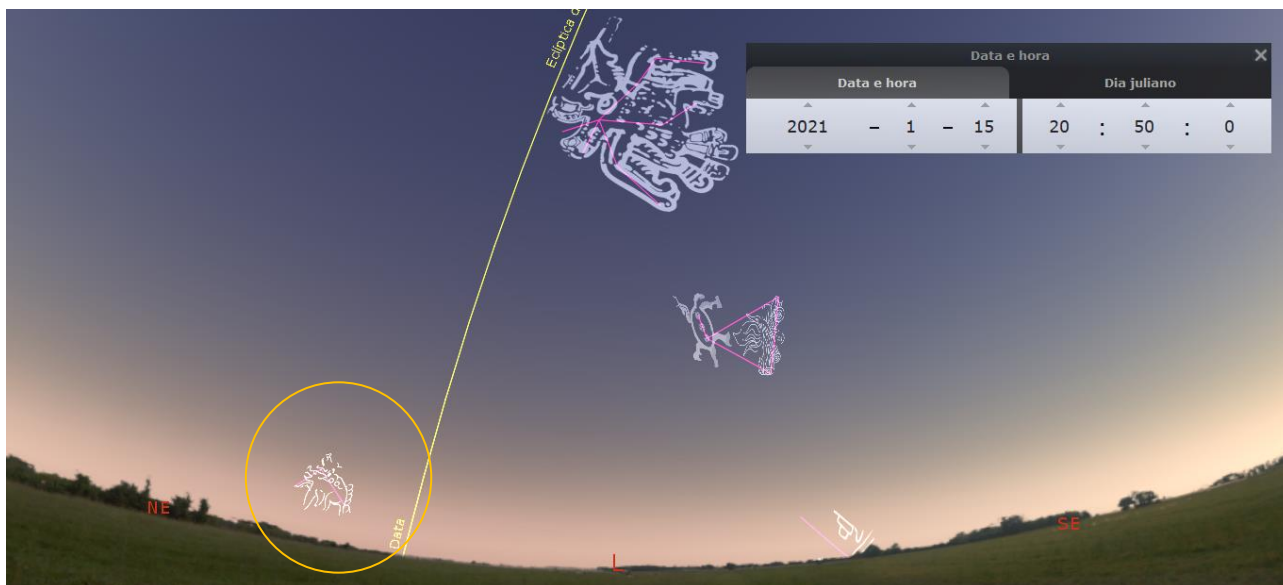 Eclíptica d
Data e hora
Data e hora
Dia juliano
2021 – 1 – 15 20 : 50 : 0
NE
Data
L
SE